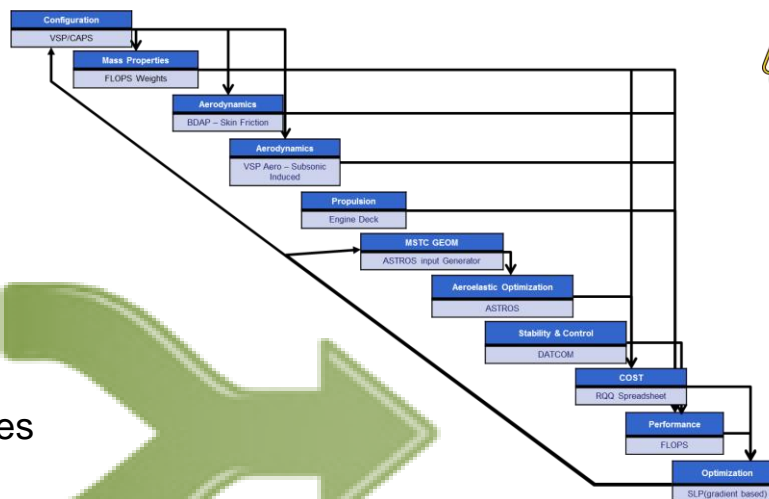 Configuration
VSP/CAPS
Mass Properties
FLOPS Weights
Aerodynamics
BDAP – Skin Friction
Aerodynamics
VSP Aero – Subsonic
Induced
Propulsion
Engine Deck
MSTC GEOM
ASTROS input Generator
Aeroelastic Optimization
ASTROS
Stability & Control
DATCOM
COST
RQQ Spreadsheet
Performance
FLOPS
es
Optimization
SLP(gradient based)